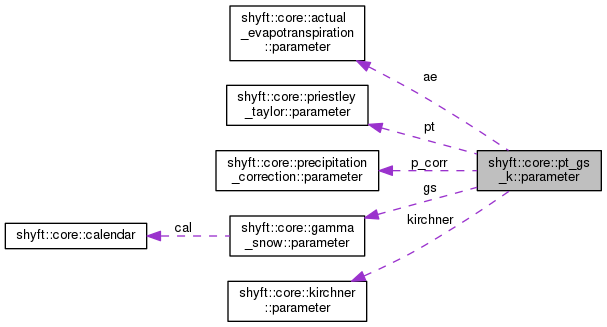 shyft::core::actual
_evapotranspiration
::parameter
ae
shyft::core::priestley
_taylor::parameter
pt
shyft::core::precipitation
_correction::parameter
p_corr
shyft::core::pt_gs
_k::parameter
gs
shyft::core::calendar
cal
shyft::core::gamma
_snow::parameter
kirchner
shyft::core::kirchner
::parameter